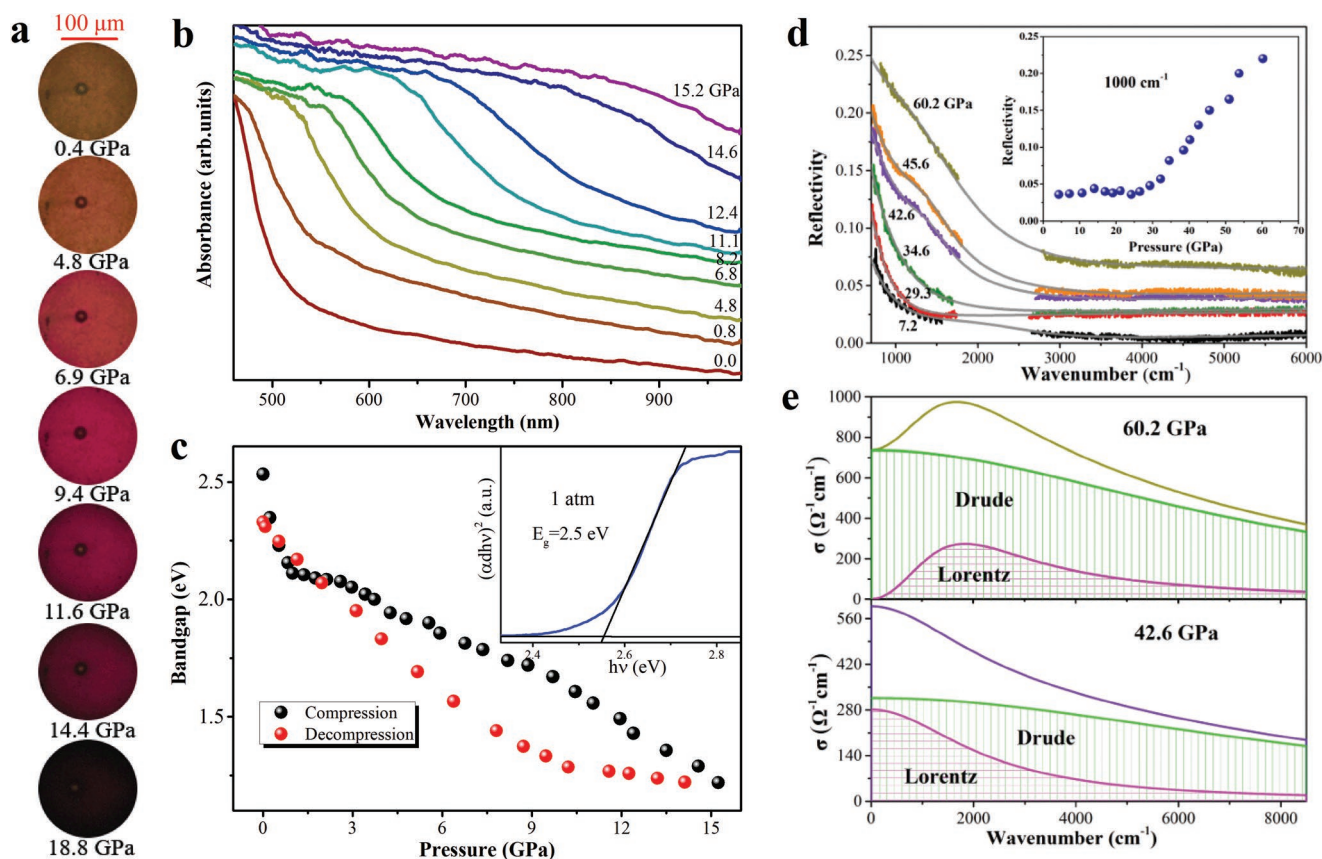 a
100 μm
0.4 GPa
4.8 GPa
6.9 GPa
9.4 GPa
11.6 GPa
14.4 GPa
18.8 GPa
b
Absorbance (arb.units)
15.2 GPa
14.6
12.4
11.1
8.2
6.8
4.8
0.8
0.0
500 600 700 800 900
Wavelength (nm)
c
Bandgap (eV)
2.5
2.0
1.5
0 3 6 9 12 15
Pressure (GPa)
Compression
Decompression
(αdhν)² (a.u.)
1 atm
E_g=2.5 eV
2.4 2.6 2.8
hν (eV)
d
Reflectivity
0.25
0.20
0.15
0.10
0.05
0.00
60.2 GPa
45.6
42.6
34.6
29.3
7.2
1000 2000 3000 4000 5000 6000
Wavenumber (cm⁻¹)
Reflectivity
0.25
0.20
0.15
0.10
0.05
0.00
1000 cm⁻¹
0 10 20 30 40 50 60 70
Pressure (GPa)
e
σ (Ω⁻¹cm⁻¹)
1000
800
600
400
200
0
60.2 GPa
Drude
Lorentz
σ (Ω⁻¹cm⁻¹)
560
420
280
140
0
42.6 GPa
Drude
Lorentz
0 2000 4000 6000 8000
Wavenumber (cm⁻¹)